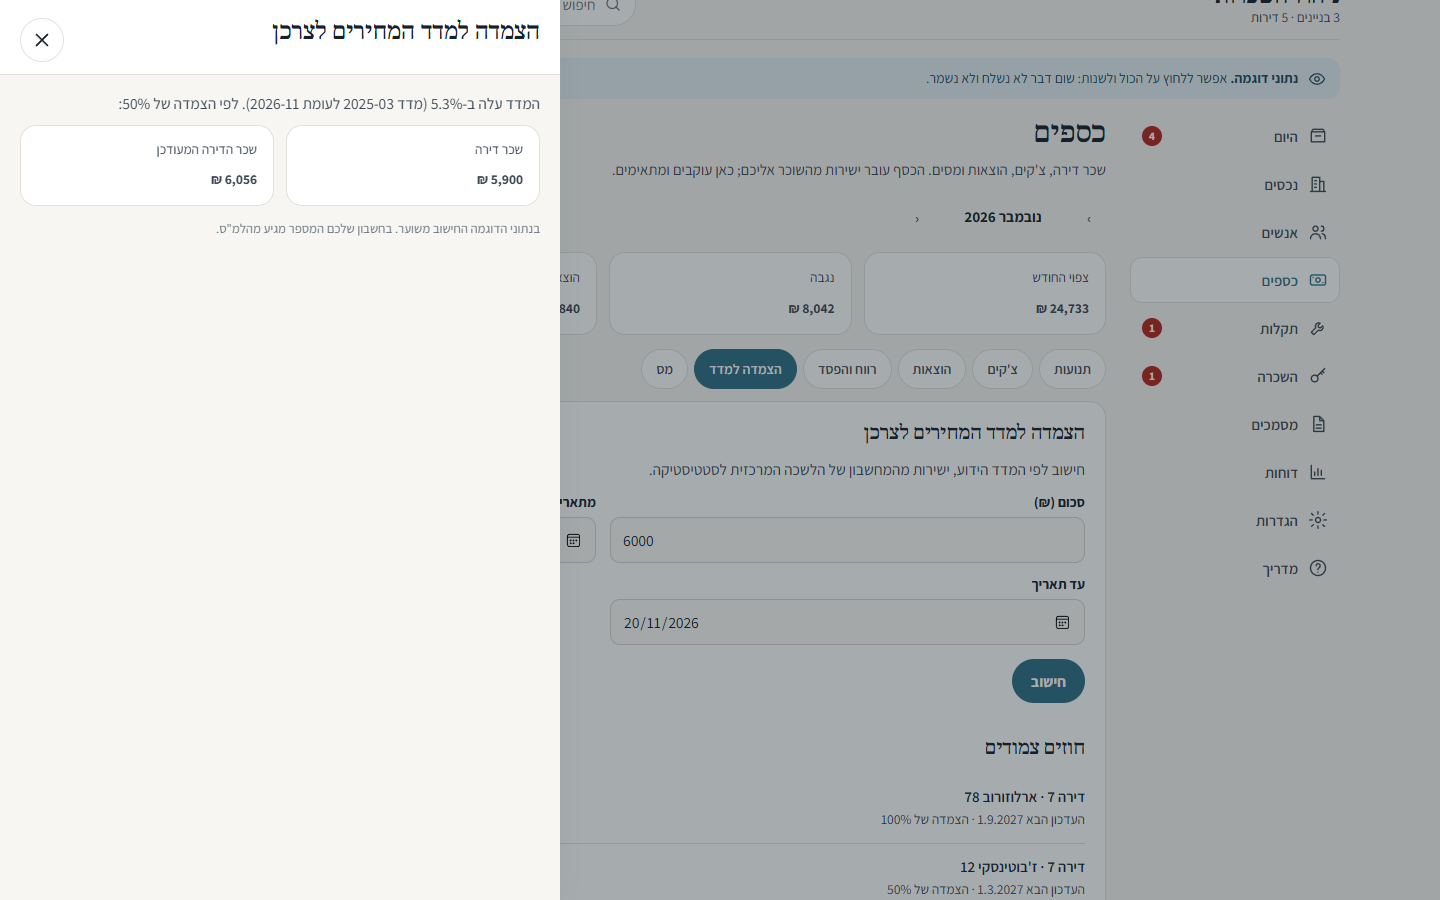 הצמדה למדד המחירים לצרכן
המדד עלה ב-5.3% (מדד 2025-03 לעומת 2026-11). לפי הצמדה של 50%:
שכר דירה
5,900 ₪
שכר הדירה המעודכן
6,056 ₪
בנתוני הדוגמה החישוב משוער. בחשבון שלכם המספר מגיע מהלמ"ס.
חיפוש
3 בניינים · 5 דירות
נתוני דוגמה. אפשר ללחוץ על הכול ולשנות: שום דבר לא נשלח ולא נשמר.
היום
4
נכסים
אנשים
כספים
תקלות
1
השכרה
1
מסמכים
דוחות
הגדרות
מדריך
כספים
שכר דירה, צ'קים, הוצאות ומסים. הכסף עובר ישירות מהשוכר אליכם; כאן עוקבים ומתאימים.
נובמבר 2026
צפוי החודש
24,733 ₪
נגבה
8,042 ₪
840 ₪
תנועות
צ'קים
הוצאות
רווח והפסד
הצמדה למדד
מס
הצמדה למדד המחירים לצרכן
חישוב לפי המדד הידוע, ישירות מהמחשבון של הלשכה המרכזית לסטטיסטיקה.
סכום (₪)
6000
עד תאריך
20/11/2026
חישוב
חוזים צמודים
דירה 7 · ארלוזורוב 78
העדכון הבא 1.9.2027 · הצמדה של 100%
דירה 7 · ז'בוטינסקי 12
העדכון הבא 1.3.2027 · הצמדה של 50%